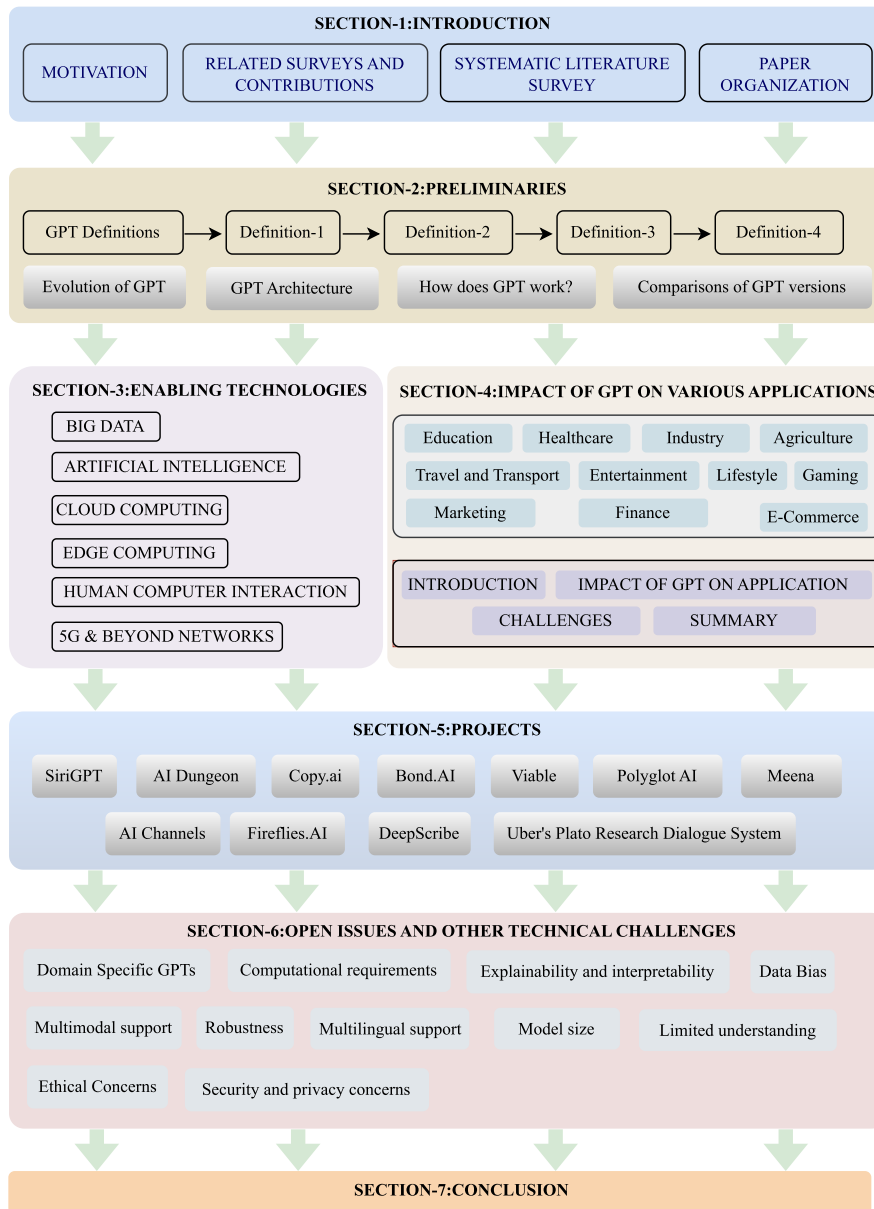 SECTION-1:INTRODUCTION
MOTIVATION
RELATED SURVEYS AND
CONTRIBUTIONS
SYSTEMATIC LITERATURE
SURVEY
PAPER
ORGANIZATION
SECTION-2:PRELIMINARIES
GPT Definitions
Definition-1
Definition-2
Definition-3
Definition-4
Evolution of GPT
GPT Architecture
How does GPT work?
Comparisons of GPT versions
SECTION-3:ENABLING TECHNOLOGIES
BIG DATA
ARTIFICIAL INTELLIGENCE
CLOUD COMPUTING
EDGE COMPUTING
HUMAN COMPUTER INTERACTION
5G & BEYOND NETWORKS
SECTION-4:IMPACT OF GPT ON VARIOUS APPLICATIONS
Education
Healthcare
Industry
Agriculture
Travel and Transport
Entertainment
Lifestyle
Gaming
Marketing
Finance
E-Commerce
INTRODUCTION
IMPACT OF GPT ON APPLICATION
CHALLENGES
SUMMARY
SECTION-5:PROJECTS
SiriGPT
AI Dungeon
Copy.ai
Bond.AI
Viable
Polyglot AI
Meena
AI Channels
Fireflies.AI
DeepScribe
Uber's Plato Research Dialogue System
SECTION-6:OPEN ISSUES AND OTHER TECHNICAL CHALLENGES
Domain Specific GPTs
Computational requirements
Explainability and interpretability
Data Bias
Multimodal support
Robustness
Multilingual support
Model size
Limited understanding
Ethical Concerns
Security and privacy concerns
SECTION-7:CONCLUSION